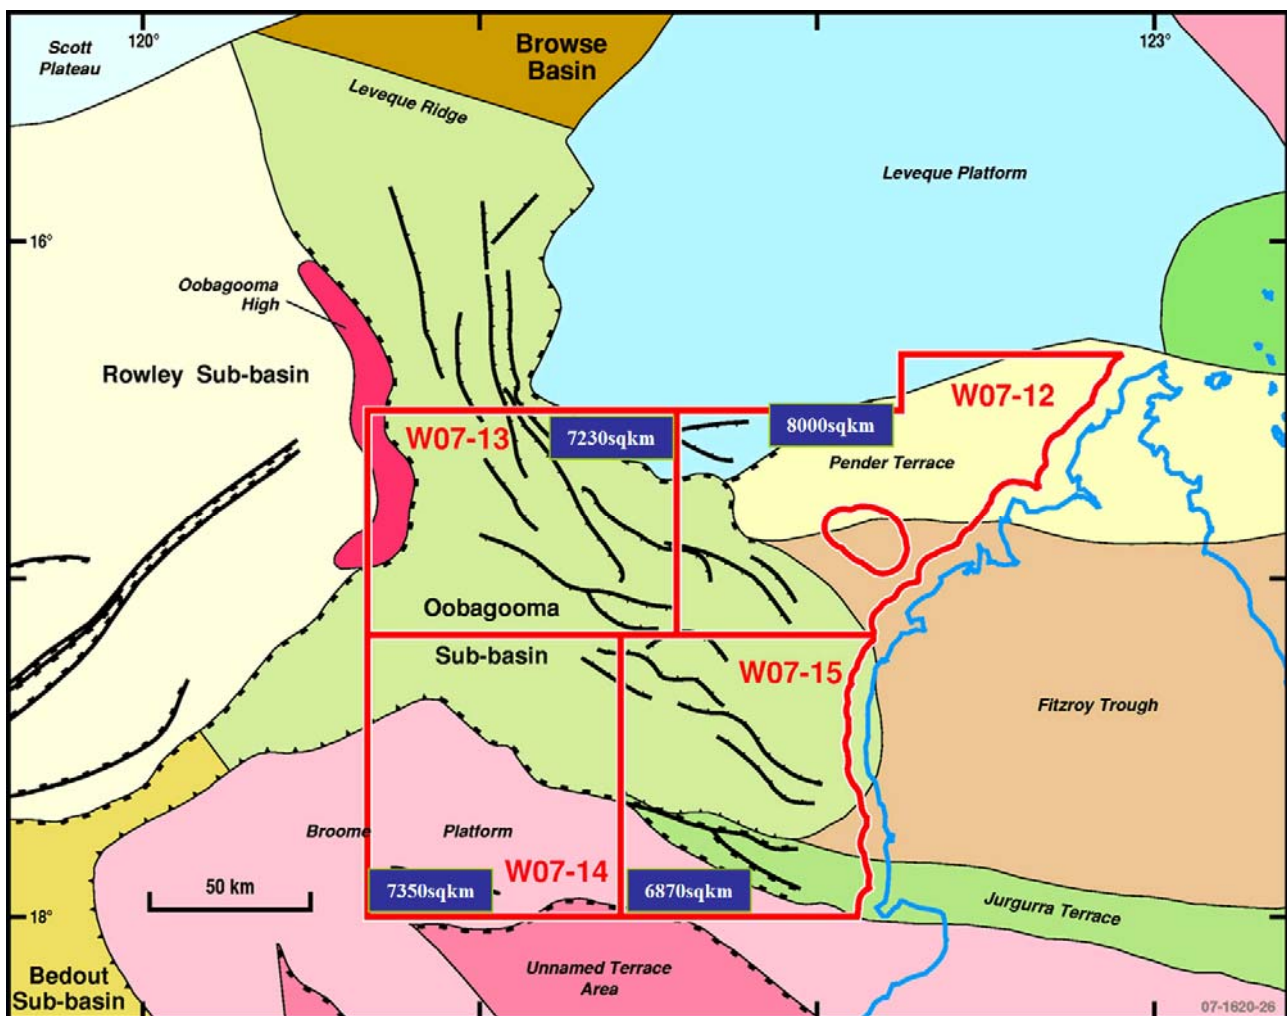 Scott
Plateau
120°
Browse
Basin
123°
Leveque Ridge
Leveque Platform
16°
Oobagooma
High
Rowley Sub-basin
W07-12
W07-13
7230sqkm
8000sqkm
Pender Terrace
Oobagooma
Sub-basin
W07-15
Fitzroy Trough
Broome Platform
W07-14
50 km
7350sqkm
6870sqkm
Jurgurra Terrace
18°
Bedout
Sub-basin
Unnamed Terrace
Area
07-1620-26